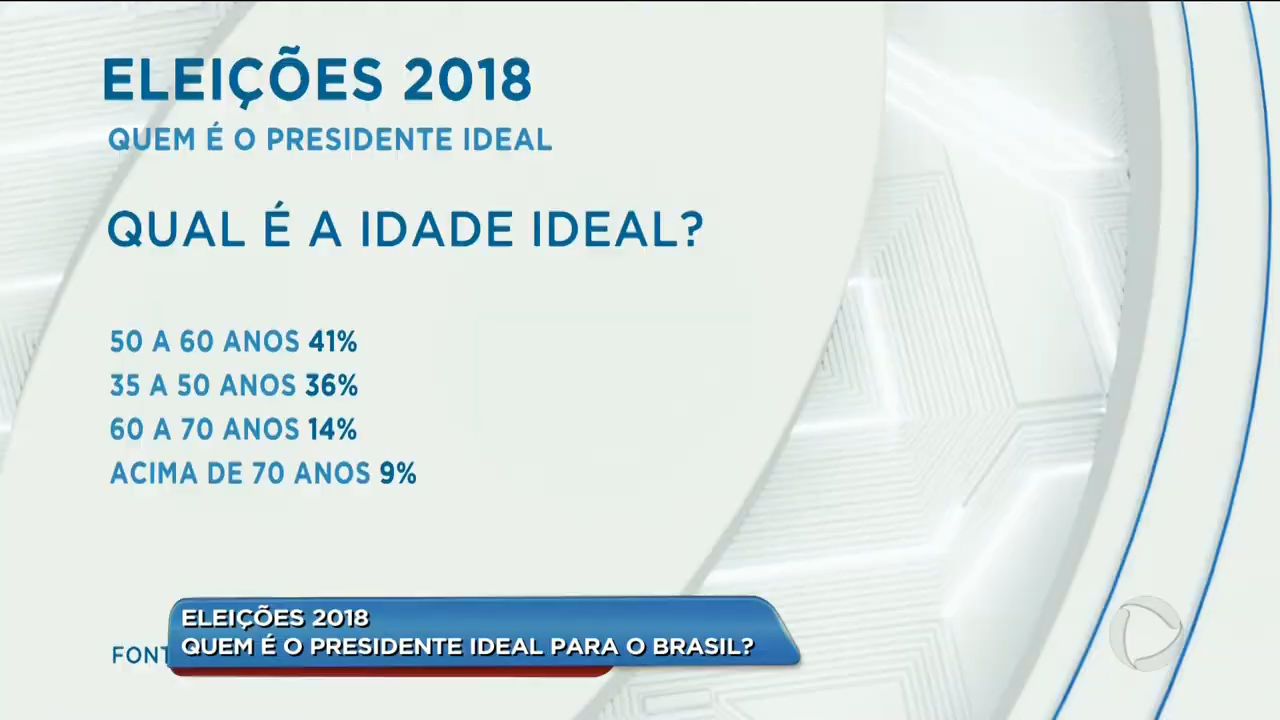 ELEIÇÕES 2018
QUEM É O PRESIDENTE IDEAL
QUAL É A IDADE IDEAL?
50 A 60 ANOS 41%
35 A 50 ANOS 36%
60 A 70 ANOS 14%
ACIMA DE 70 ANOS 9%
ELEIÇÕES 2018
QUEM É O PRESIDENTE IDEAL PARA O BRASIL?